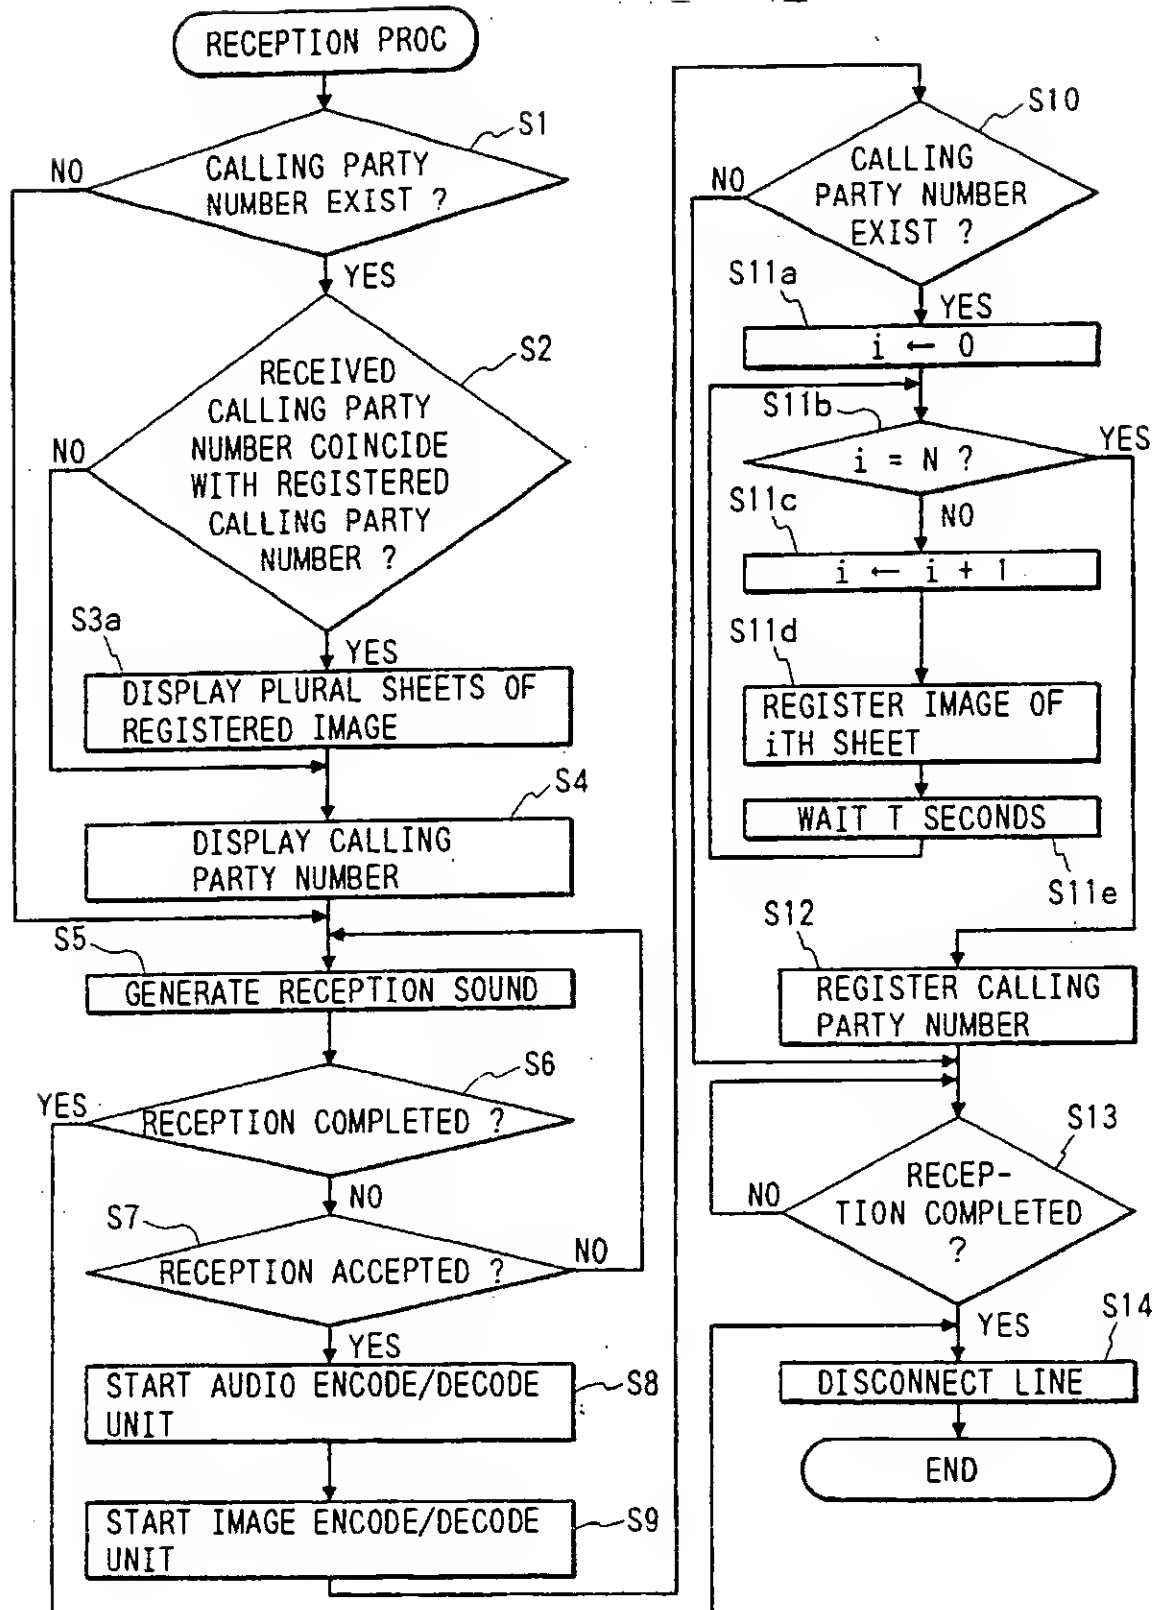 RECEPTION PROC
S1
NO
CALLING PARTY
NUMBER EXIST ?
YES
S2
NO
RECEIVED
CALLING PARTY
NUMBER COINCIDE
WITH REGISTERED
CALLING PARTY
NUMBER ?
S3a
YES
DISPLAY PLURAL SHEETS OF
REGISTERED IMAGE
S4
DISPLAY CALLING
PARTY NUMBER
S5
GENERATE RECEPTION SOUND
S6
YES
RECEPTION COMPLETED ?
NO
S7
NO
RECEPTION ACCEPTED ?
YES
START AUDIO ENCODE/DECODE
UNIT
S8
START IMAGE ENCODE/DECODE
UNIT
S9
S10
NO
CALLING
PARTY NUMBER
EXIST ?
S11a
YES
i ← 0
S11b
YES
i = N ?
S11c
NO
i ← i + 1
S11d
REGISTER IMAGE OF
iTH SHEET
WAIT T SECONDS
S11e
S12
REGISTER CALLING
PARTY NUMBER
S13
NO
RECEP-
TION COMPLETED
?
YES
S14
DISCONNECT LINE
END